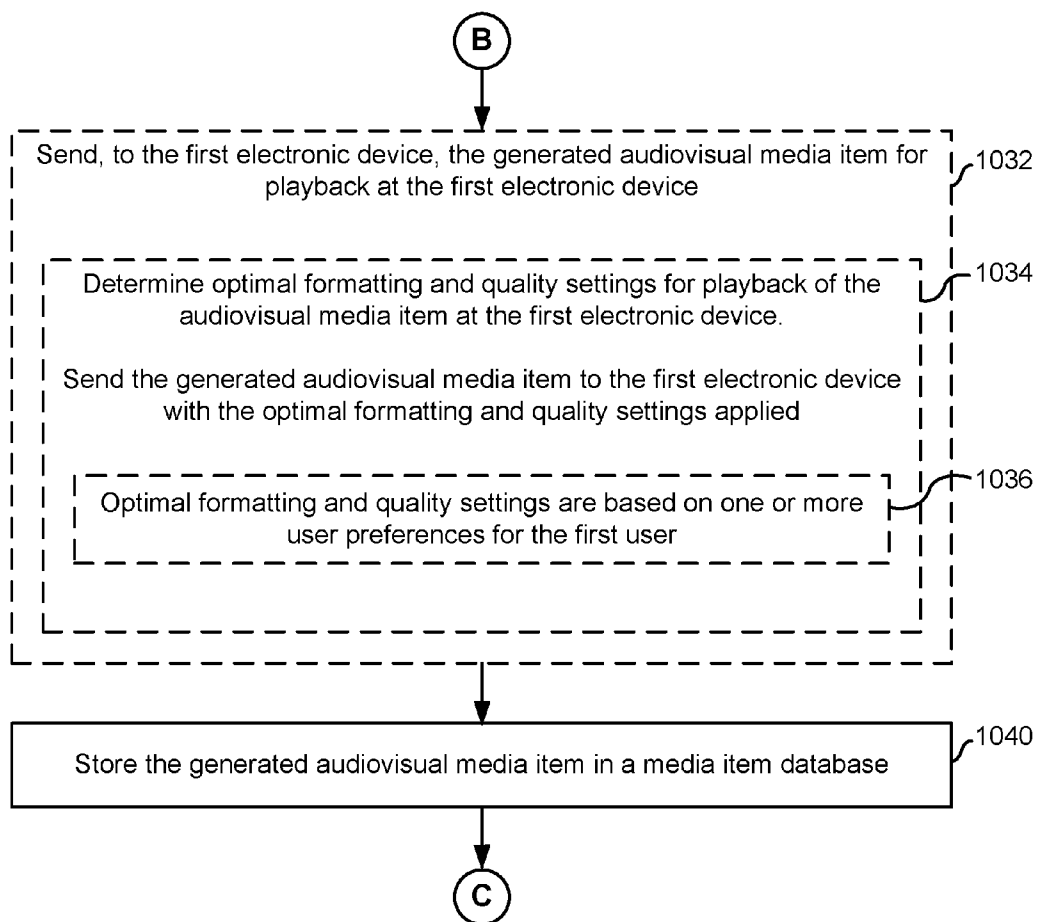 B
Send, to the first electronic device, the generated audiovisual media item for
playback at the first electronic device
1032
Determine optimal formatting and quality settings for playback of the
audiovisual media item at the first electronic device.
1034
Send the generated audiovisual media item to the first electronic device
with the optimal formatting and quality settings applied
Optimal formatting and quality settings are based on one or more
user preferences for the first user
1036
Store the generated audiovisual media item in a media item database
1040
C